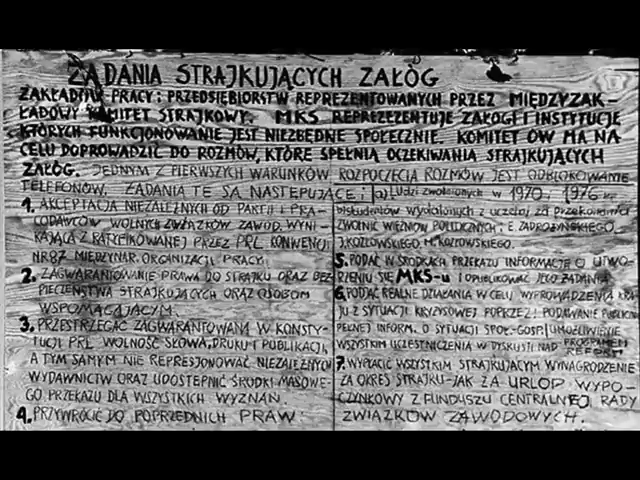 ŻĄDANIA STRAJKUJĄCYCH ZAŁÓG
ZAKŁADÓW PRACY i PRZEDSIĘBIORSTW REPREZENTOWANYCH PRZEZ MIĘDZYZAK-
ŁADOWY KOMITET STRAJKOWY. MKS REPREZENTUJE ZAŁOGI I INSTYTUCJE
KTÓRYCH FUNKCJONOWANIE JEST NIEZBĘDNE SPOŁECZNIE. KOMITET ÓW MA NA
CELU DOPROWADZIĆ DO ROZMÓW, KTÓRE SPEŁNIĄ OCZEKIWANIA STRAJKUJĄCYCH
ZAŁÓG. JEDNYM Z PIERWSZYCH WARUNKÓW ROZPOCZĘCIA ROZMÓW JEST ODBLOKOWANIE
TELEFONÓW. ŻĄDANIA TE SĄ NASTĘPUJĄCE:
1. AKCEPTACJA NIEZALEŻNYCH OD PARTII I PRA-
CODAWCÓW WOLNYCH ZWIĄZKÓW ZAWOD. WYNI-
KAJĄCA Z RATYFIKOWANEJ PRZEZ PRL KONWENCJI
NR 87 MIĘDZYNAR. ORGANIZACJI PRACY.
2. ZAGWARANTOWANIE PRAWA DO STRAJKU ORAZ BEZ-
PIECZEŃSTWA STRAJKUJĄCYCH ORAZ OSOBOM
WSPOMAGAJĄCYM.
3. PRZESTRZEGAĆ ZAGWARANTOWANĄ W KONSTY-
TUCJI PRL WOLNOŚĆ SŁOWA, DRUKU I PUBLIKACJI,
A TYM SAMYM NIE REPRESJONOWAĆ NIEZALEŻNYCH
WYDAWNICTW ORAZ UDOSTĘPNIĆ ŚRODKI MASOWE-
GO PRZEKAZU DLA WSZYSTKICH WYZNAŃ.
4. PRZYWRÓCIĆ DO POPRZEDNICH PRAW:
a) Ludzi zwolnionych w 1970 i 1976
b) studentów wydalonych z uczelni za przekonania
ZWOLNIĆ WIĘŹNIÓW POLITYCZNYCH: E. ZADROŻYŃSKIEGO,
J. KOZŁOWSKIEGO, M. KOZŁOWSKIEGO.
5. PODAĆ W ŚRODKACH PRZEKAZU INFORMACJĘ O UTWO-
RZENIU SIĘ MKS-u I OPUBLIKOWAĆ JEGO ŻĄDANIA
6. PODAĆ REALNE DZIAŁANIA W CELU WYPROWADZENIA KRA-
JU Z SYTUACJI KRYZYSOWEJ POPRZEZ: PODAWANIE PUBLICZN.
PEŁNEJ INFORM. O SYTUACJI SPOŁ-GOSP. UMOŻLIWIENIE
WSZYSTKIM UCZESTNICZENIA W DYSKUSJI NAD PROGRAMEM
REFORM
7. WYPŁACIĆ WSZYSTKIM STRAJKUJĄCYM WYNAGRODZENIE
ZA OKRES STRAJKU - JAK ZA URLOP WYPO-
CZYNKOWY Z FUNDUSZU CENTRALNEJ RADY
ZWIĄZKÓW ZAWODOWYCH.